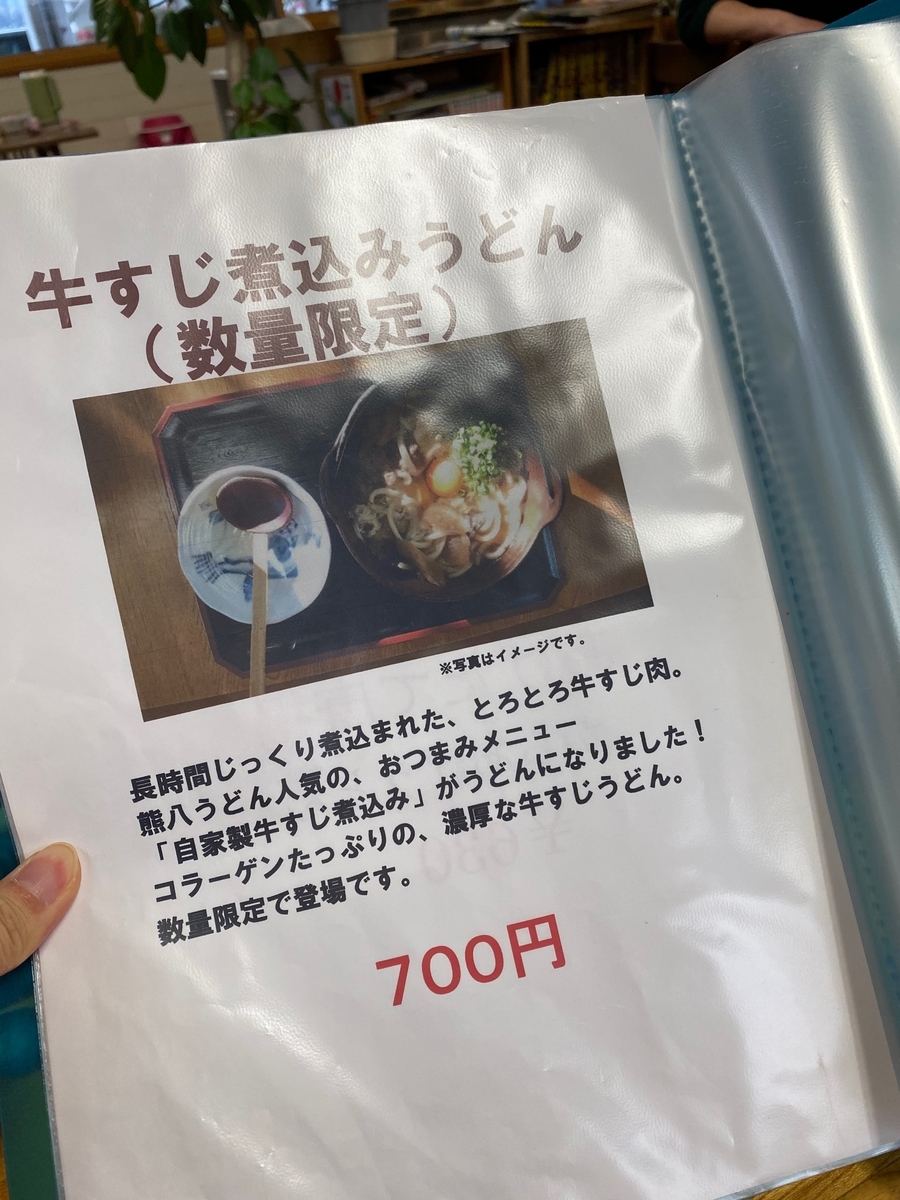 牛すじ煮込みうどん
(数量限定)
※写真はイメージです。
長時間じっくり煮込まれた、とろとろ牛すじ肉。
熊八うどん人気の、おつまみメニュー
「自家製牛すじ煮込み」がうどんになりました!
コラーゲンたっぷりの、濃厚な牛すじうどん。
数量限定で登場です。
700円